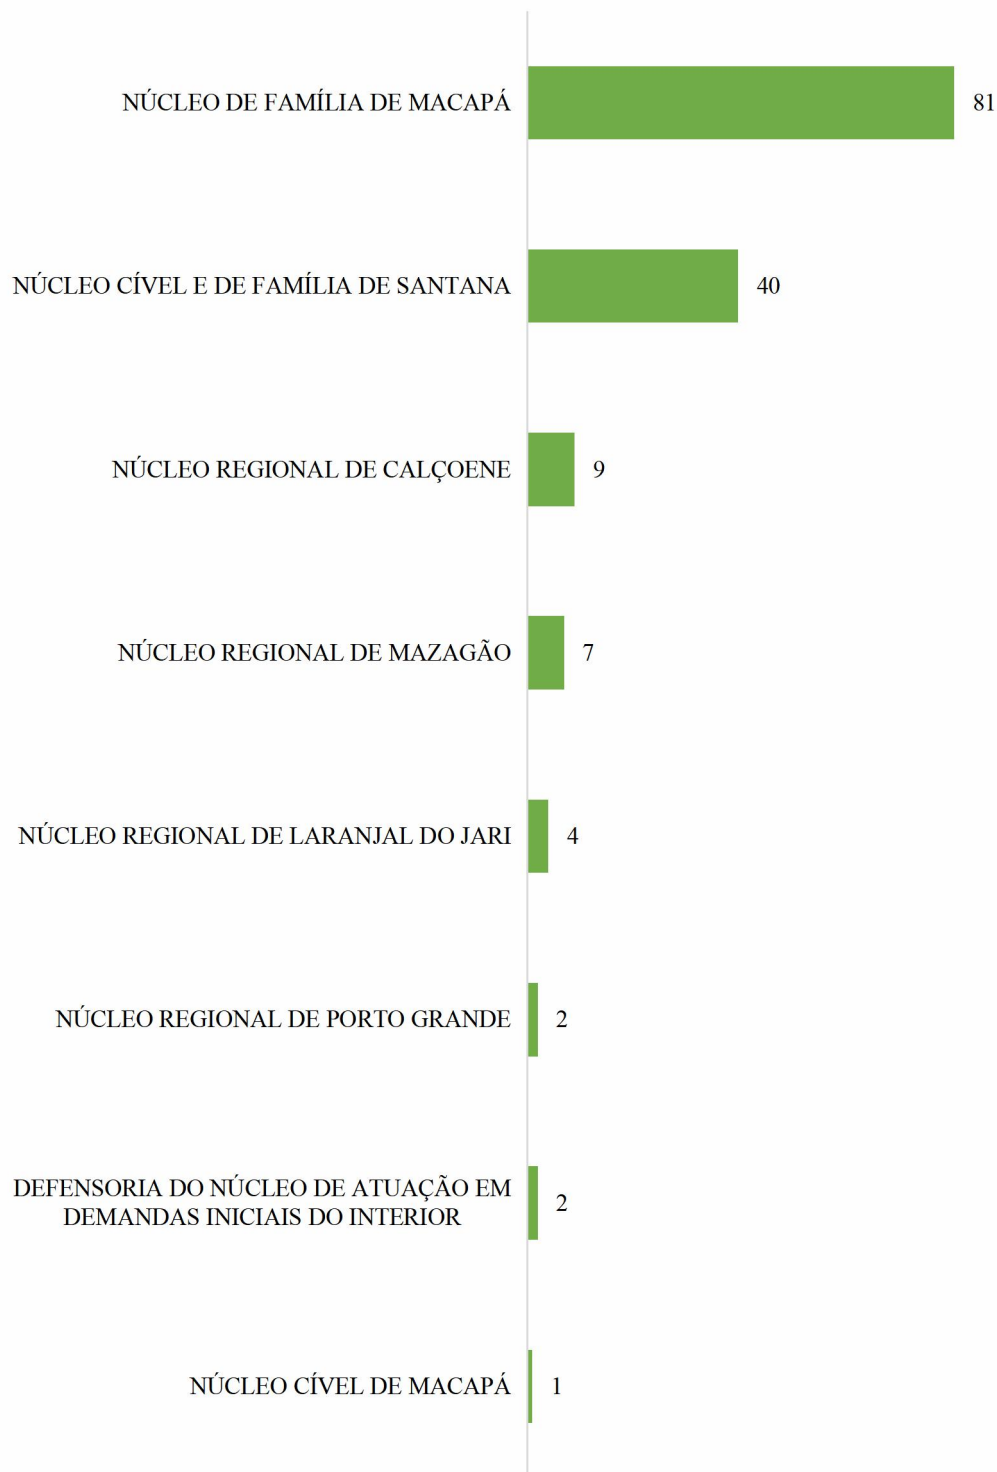 NÚCLEO DE FAMÍLIA DE MACAPÁ 81
NÚCLEO CÍVEL E DE FAMÍLIA DE SANTANA 40
NÚCLEO REGIONAL DE CALÇOENE 9
NÚCLEO REGIONAL DE MAZAGÃO 7
NÚCLEO REGIONAL DE LARANJAL DO JARI 4
NÚCLEO REGIONAL DE PORTO GRANDE 2
DEFENSORIA DO NÚCLEO DE ATUAÇÃO EM
DEMANDAS INICIAIS DO INTERIOR 2
NÚCLEO CÍVEL DE MACAPÁ 1